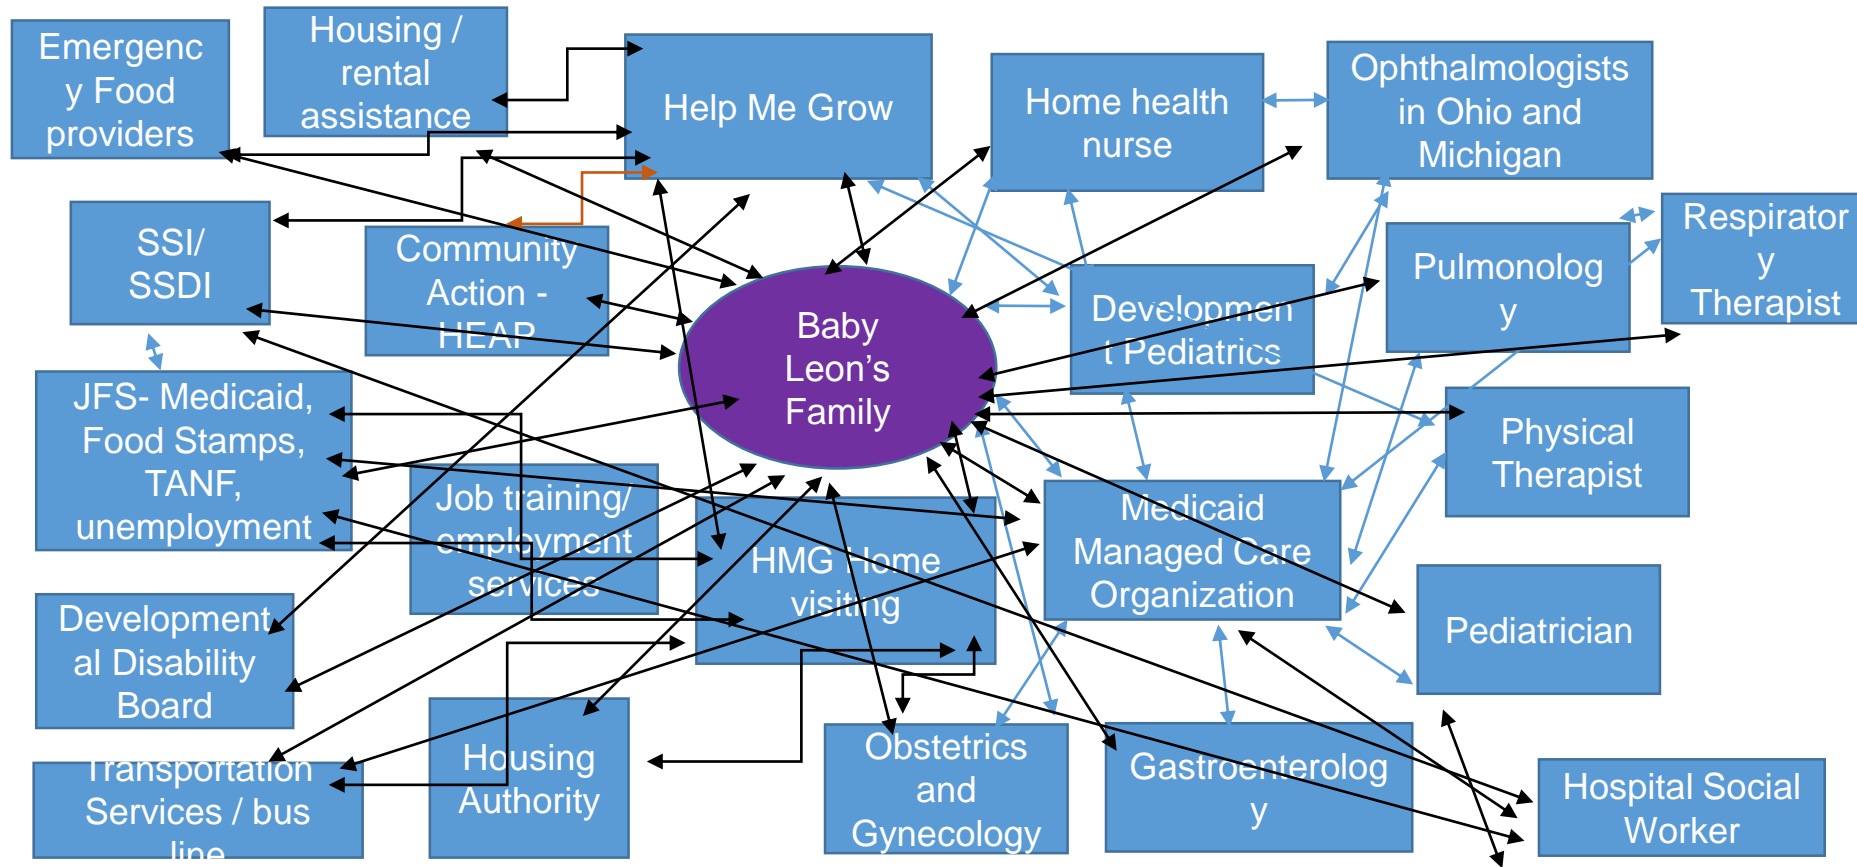 Emergenc
y Food
providers
Housing /
rental
assistance
Help Me Grow
Home health
nurse
Ophthalmologists
in Ohio and
Michigan
SSI/
SSDI
Community
Action -
HEAP
Baby
Leon’s
Family
Developmen
t Pediatrics
Pulmonolog
y
Respirator
y
Therapist
JFS- Medicaid,
Food Stamps,
TANF,
unemployment
Job training/
employment
services
HMG Home
visiting
Medicaid
Managed Care
Organization
Physical
Therapist
Development
al Disability
Board
Pediatrician
Transportation
Services / bus
line
Housing
Authority
Obstetrics
and
Gynecology
Gastroenterolog
y
Hospital Social
Worker